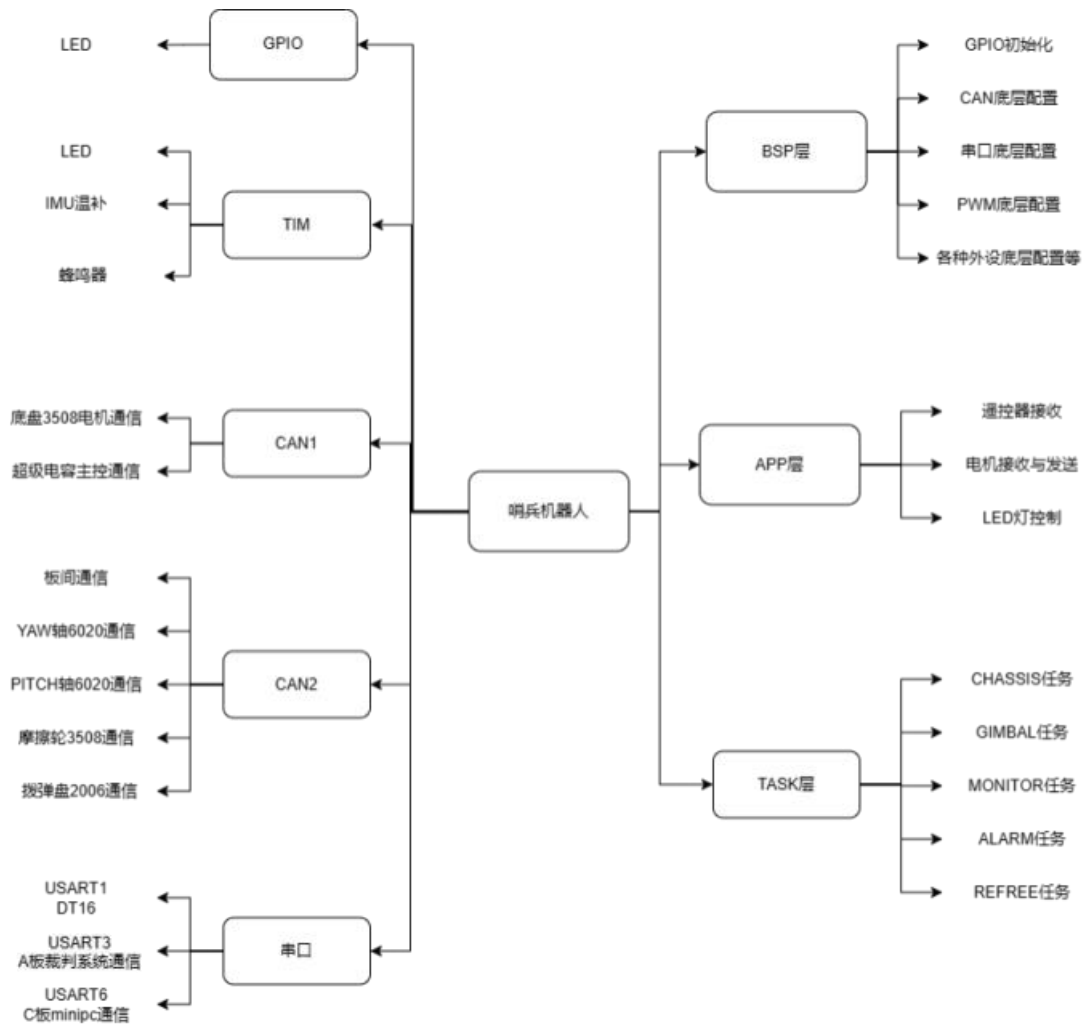 GPIO
LED
TIM
LED
IMU温补
蜂鸣器
CAN1
底盘3508电机通信
超级电容主控通信
CAN2
板间通信
YAW轴6020通信
PITCH轴6020通信
摩擦轮3508通信
拨弹盘2006通信
串口
USART1
DT16
USART3
A板裁判系统通信
USART6
C板minipc通信
哨兵机器人
BSP层
GPIO初始化
CAN底层配置
串口底层配置
PWM底层配置
各种外设底层配置等
APP层
遥控器接收
电机接收与发送
LED灯控制
TASK层
CHASSIS任务
GIMBAL任务
MONITOR任务
ALARM任务
REFREE任务